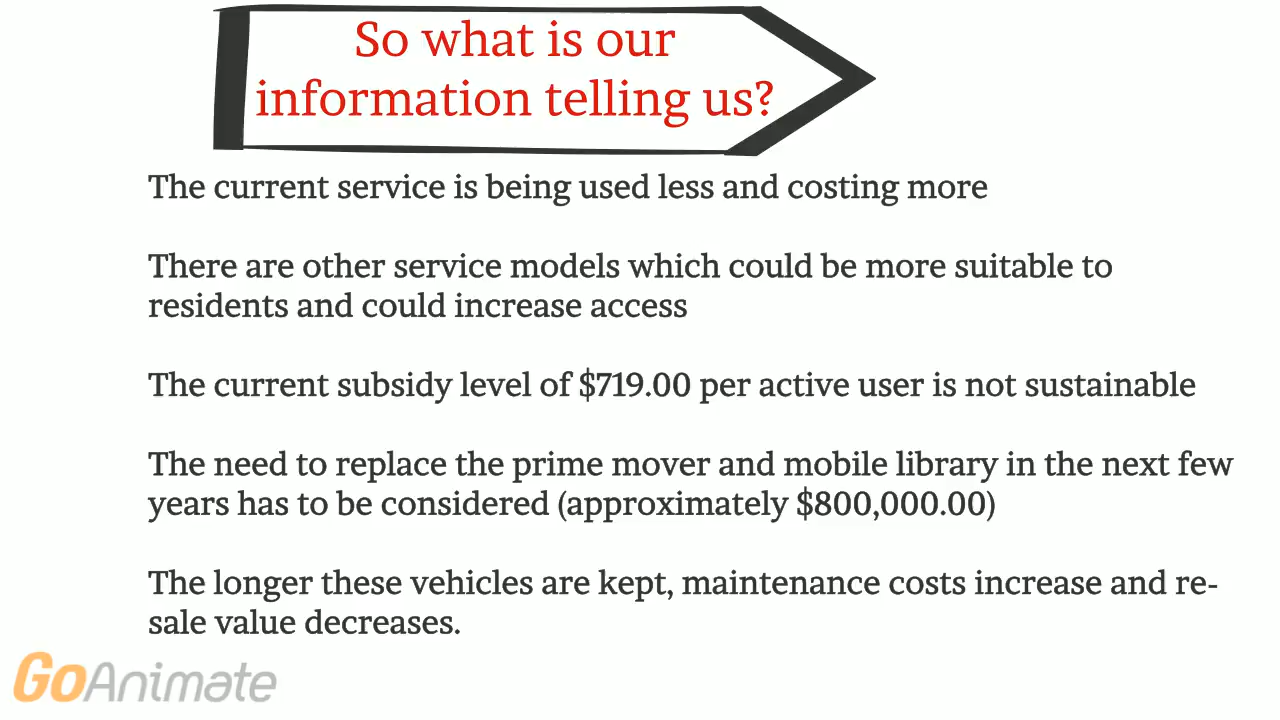 So what is our
information telling us?
The current service is being used less and costing more
There are other service models which could be more suitable to
residents and could increase access
The current subsidy level of $719.00 per active user is not sustainable
The need to replace the prime mover and mobile library in the next few
years has to be considered (approximately $800,000.00)
The longer these vehicles are kept, maintenance costs increase and re-
sale value decreases.
GoAnimate